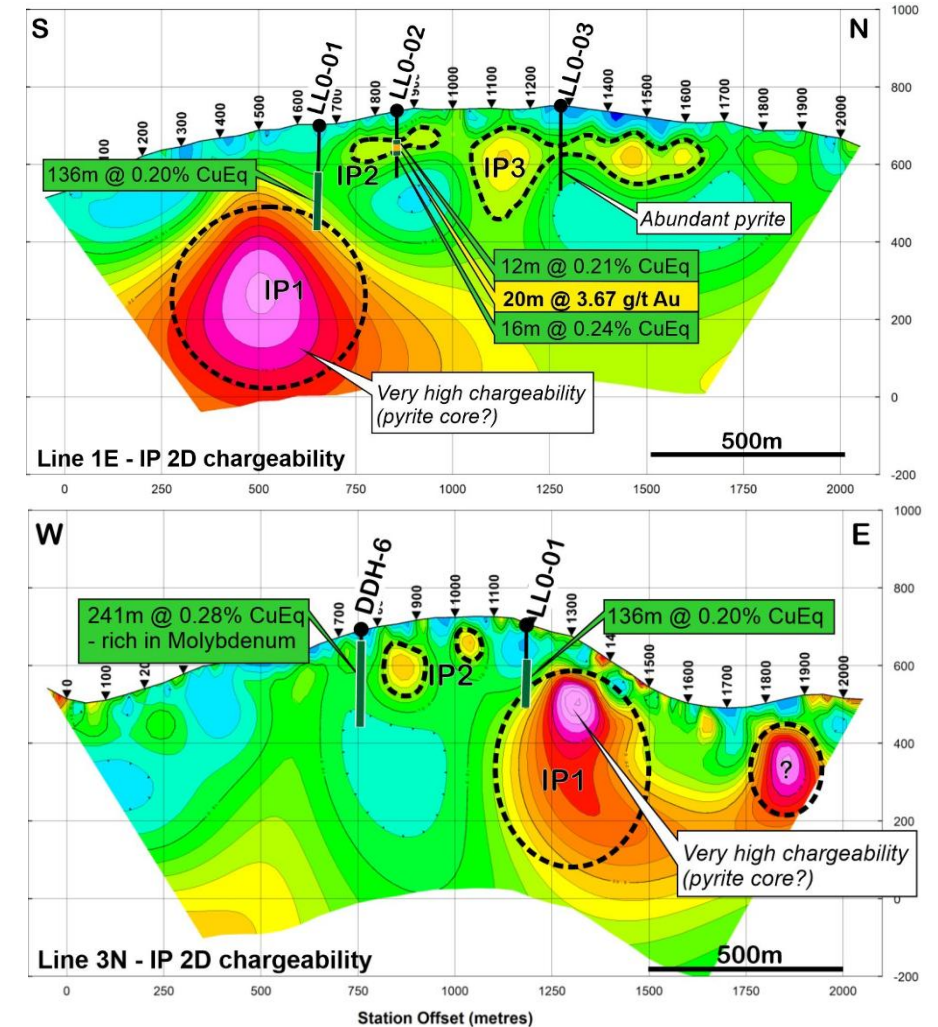 S
N
1000
800
600
400
200
0
-200
LL0-01
LL0-02
LL0-03
100
200
300
400
500
600
700
800
900
1000
1100
1200
1400
1500
1600
1700
1800
1900
2000
136m @ 0.20% CuEq
IP2
IP3
Abundant pyrite
12m @ 0.21% CuEq
20m @ 3.67 g/t Au
16m @ 0.24% CuEq
IP1
Very high chargeability
(pyrite core?)
500m
Line 1E - IP 2D chargeability
0
250
500
750
1000
1250
1500
1750
2000
W
E
1000
800
600
400
200
0
-200
DDH-6
LL0-01
241m @ 0.28% CuEq
- rich in Molybdenum
136m @ 0.20% CuEq
0
100
700
900
1000
1100
1300
1500
1600
1700
1800
1900
2000
IP2
IP1
?
Very high chargeability
(pyrite core?)
500m
Line 3N - IP 2D chargeability
0
250
500
750
1000
1250
1500
1750
2000
Station Offset (metres)